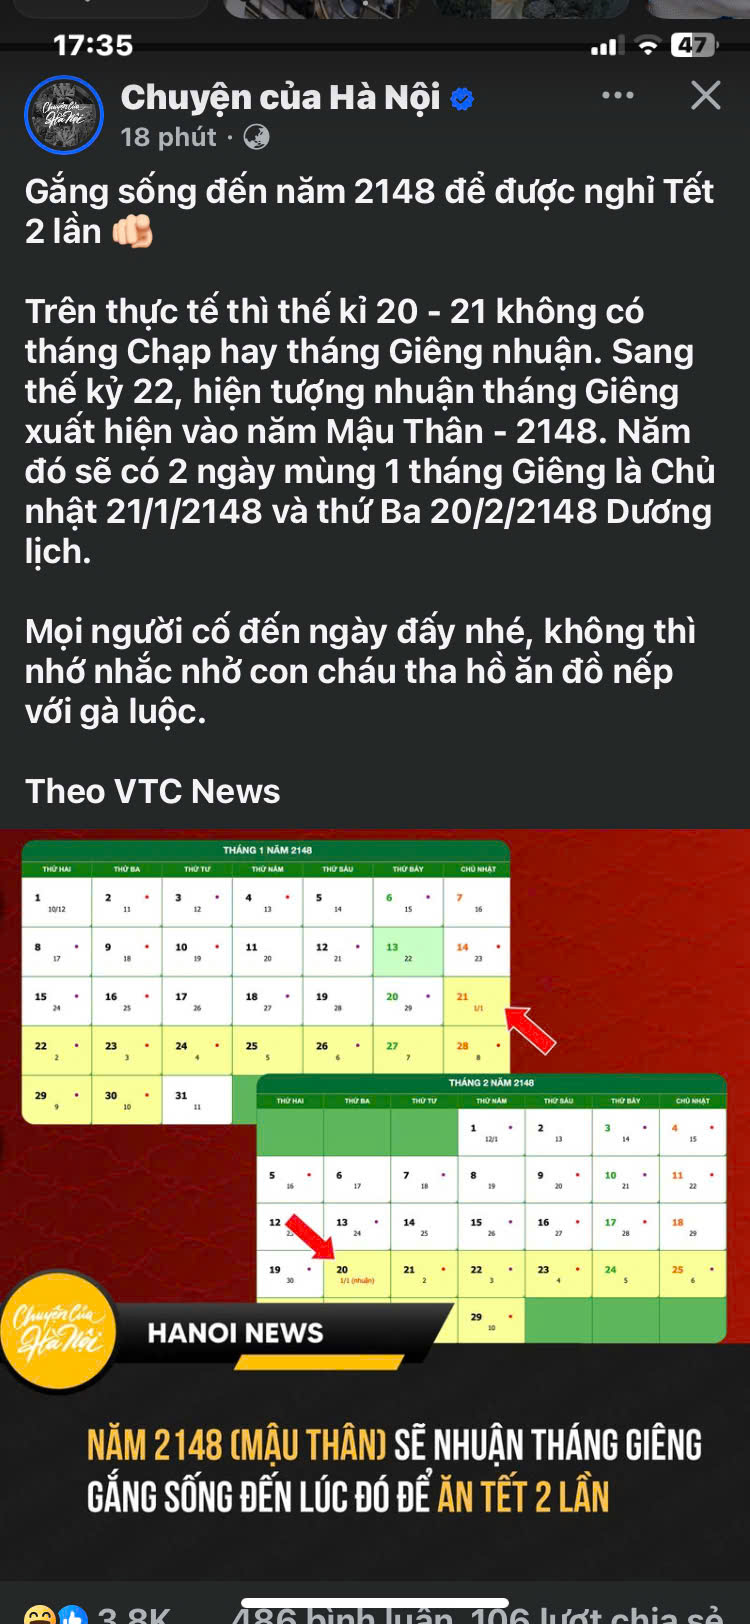 17:35
47
Chuyện của Hà Nội
18 phút ·
Gắng sống đến năm 2148 để được nghỉ Tết
2 lần
Trên thực tế thì thế kỉ 20 - 21 không có
tháng Chạp hay tháng Giêng nhuận. Sang
thế kỷ 22, hiện tượng nhuận tháng Giêng
xuất hiện vào năm Mậu Thân - 2148. Năm
đó sẽ có 2 ngày mùng 1 tháng Giêng là Chủ
nhật 21/1/2148 và thứ Ba 20/2/2148 Dương
lịch.
Mọi người cố đến ngày đấy nhé, không thì
nhớ nhắc nhở con cháu tha hồ ăn đồ nếp
với gà luộc.
Theo VTC News
THÁNG 1 NĂM 2148
THỨ HAI THỨ BA THỨ TƯ THỨ NĂM THỨ SÁU THỨ BẢY CHỦ NHẬT
1 2 3 4 5 6 7
10/12 11 12 13 14 15 16
8 9 10 11 12 13 14
17 18 19 20 21 22 23
15 16 17 18 19 20 21
24 25 26 27 28 29 1/1
22 23 24 25 26 27 28
2 3 4 5 6 7 8
29 30 31
9 10 11
THÁNG 2 NĂM 2148
THỨ HAI THỨ BA THỨ TƯ THỨ NĂM THỨ SÁU THỨ BẢY CHỦ NHẬT
1 2 3 4
12/1 13 14 15
5 6 7 8 9 10 11
16 17 18 19 20 21 22
12 13 14 15 16 17 18
24 25 26 27 28 29
19 20 21 22 23 24 25
30 1/1 (nhuận) 2 3 4 5 6
29
10
Chuyện Của
Hà Nội
HANOI NEWS
NĂM 2148 (MẬU THÂN) SẼ NHUẬN THÁNG GIÊNG
GẮNG SỐNG ĐẾN LÚC ĐÓ ĐỂ ĂN TẾT 2 LẦN
3,8K 486 bình luận 106 lượt chia sẻ